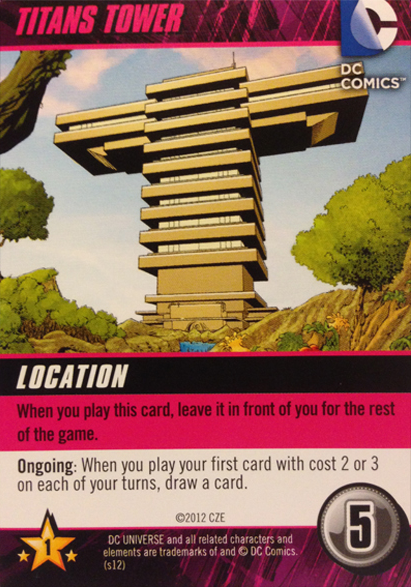 TITANS TOWER
DC
COMICS™
LOCATION
When you play this card, leave it in front of you for the rest
of the game.
Ongoing: When you play your first card with cost 2 or 3
on each of your turns, draw a card.
©2012 CZE
1
DC UNIVERSE and all related characters and
elements are trademarks of and © DC Comics.
(s12)
5